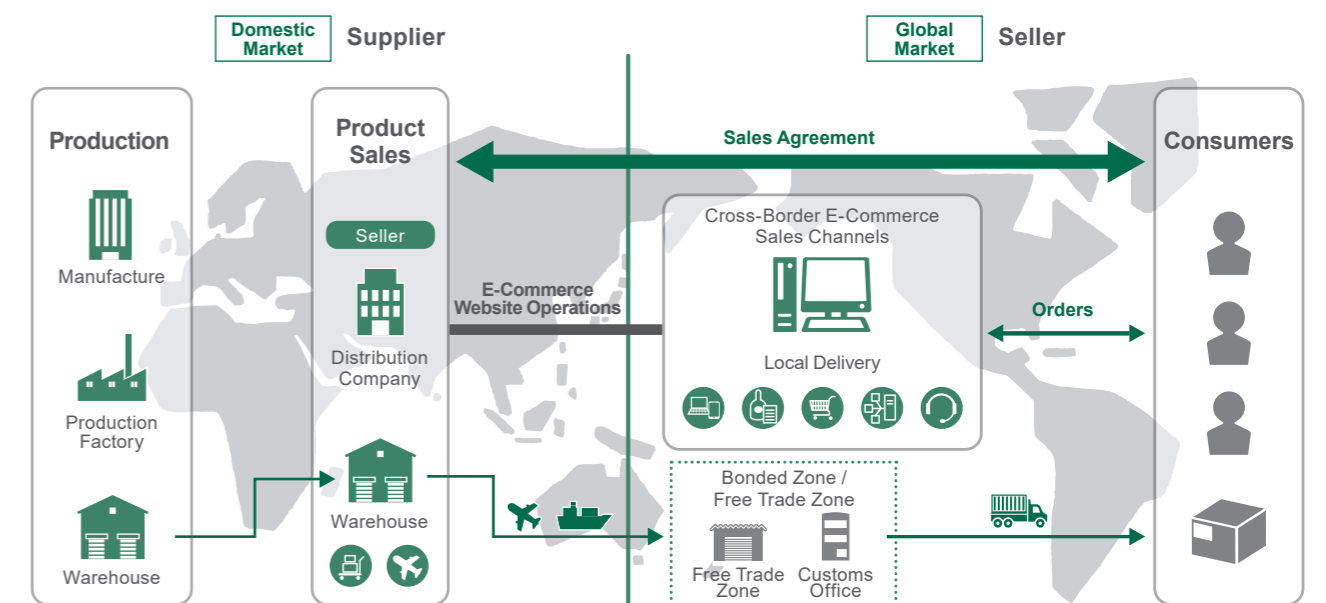 Domestic
Market
Supplier
Global
Market
Seller
Production
Manufacture
Production
Factory
Warehouse
Product
Sales
Seller
Distribution
Company
Warehouse
E-Commerce
Website Operations
Sales Agreement
Cross-Border E-Commerce
Sales Channels
Local Delivery
Bonded Zone /
Free Trade Zone
Free Trade
Zone
Customs
Office
Orders
Consumers